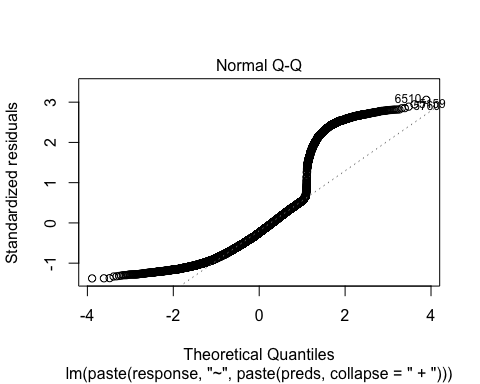 Normal Q-Q
Standardized residuals
3
2
1
0
-1
6510
-4
-2
0
2
4
Theoretical Quantiles
lm(paste(response, "~", paste(preds, collapse = " + ")))